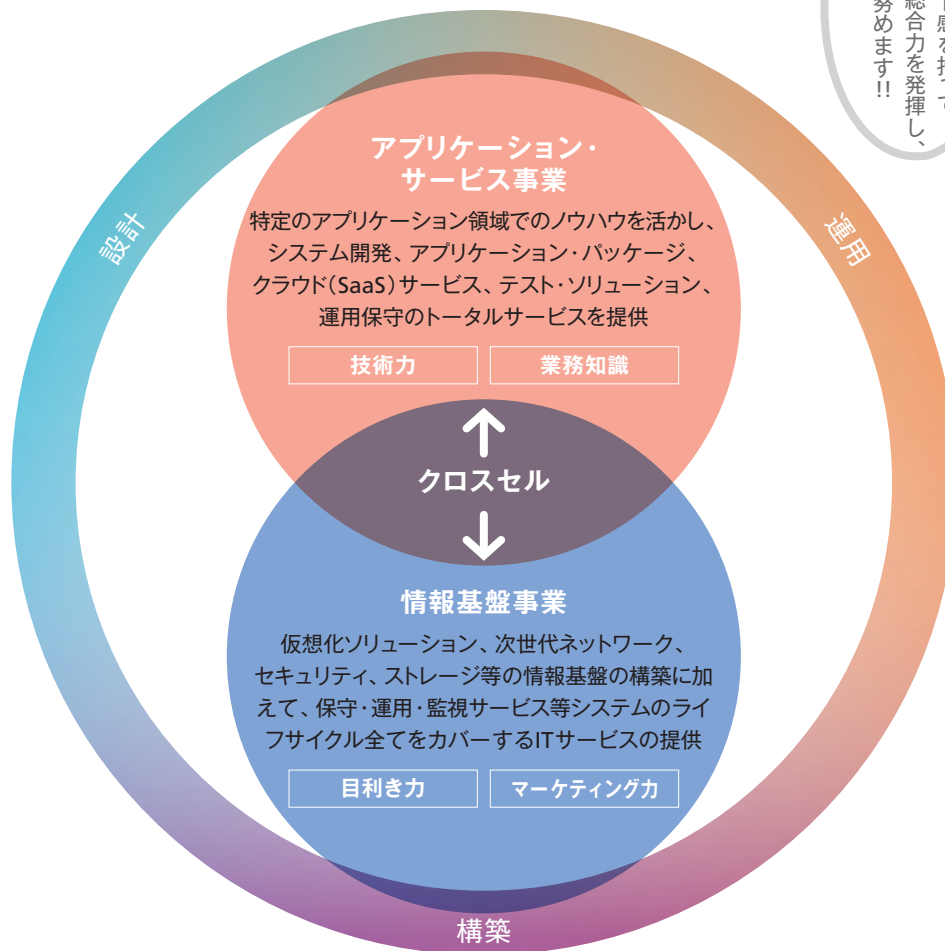 総合力を発揮し、
努めます!!
設計
運用
アプリケーション・
サービス事業
特定のアプリケーション領域でのノウハウを活かし、
システム開発、アプリケーション・パッケージ、
クラウド(SaaS)サービス、テスト・ソリューション、
運用保守のトータルサービスを提供
技術力
業務知識
クロスセル
情報基盤事業
仮想化ソリューション、次世代ネットワーク、
セキュリティ、ストレージ等の情報基盤の構築に加
えて、保守・運用・監視サービス等システムのライ
フサイクル全てをカバーするITサービスの提供
目利き力
マーケティング力
構築